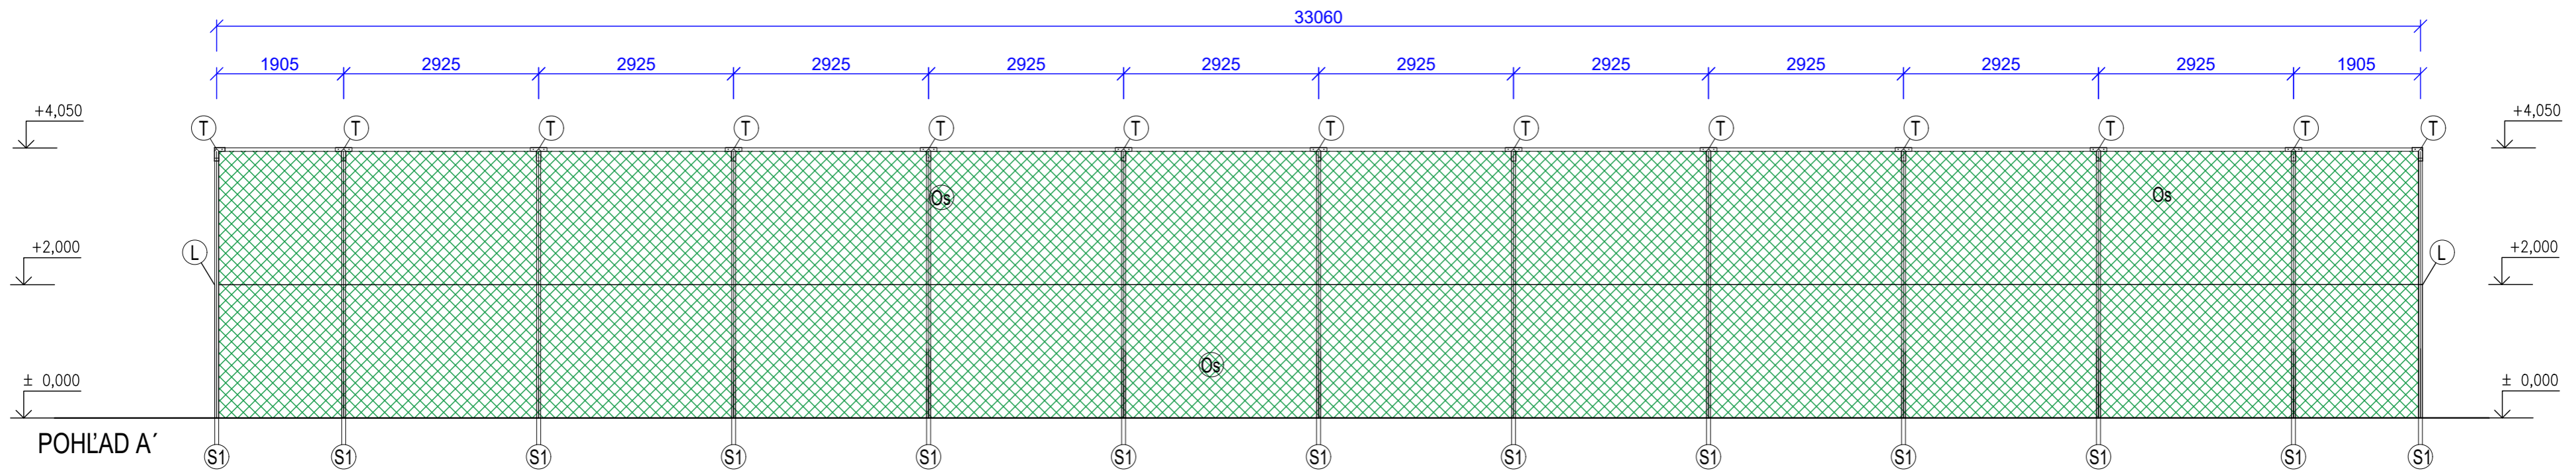 33060
1905 2925 2925 2925 2925 2925 2925 2925 2925 2925 2925 1905
+4,050 +4,050
T T T T T T T T T T T T T
Os Os
+2,000 +2,000
L L
Os
± 0,000 ± 0,000
POHĽAD A´
S1 S1 S1 S1 S1 S1 S1 S1 S1 S1 S1 S1 S1